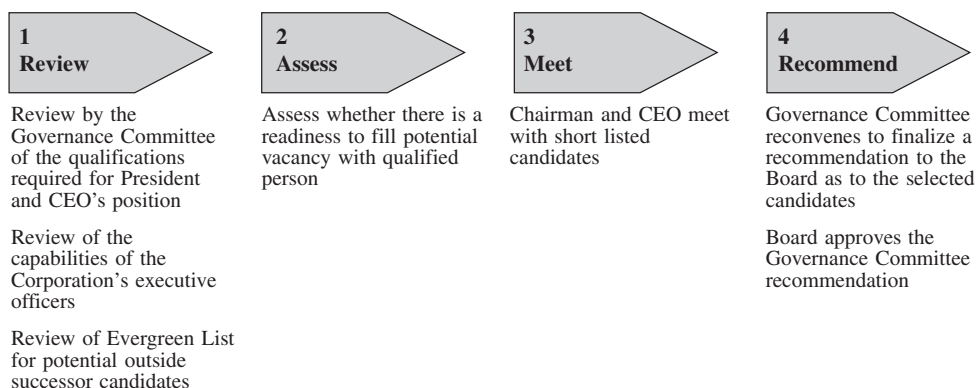 1
Review
Review by the
Governance Committee
of the qualifications
required for President
and CEO's position
Review of the
capabilities of the
Corporation's executive
officers
Review of Evergreen List
for potential outside
successor candidates
2
Assess
Assess whether there is a
readiness to fill potential
vacancy with qualified
person
3
Meet
Chairman and CEO meet
with short listed
candidates
4
Recommend
Governance Committee
reconvenes to finalize a
recommendation to the
Board as to the selected
candidates
Board approves the
Governance Committee
recommendation